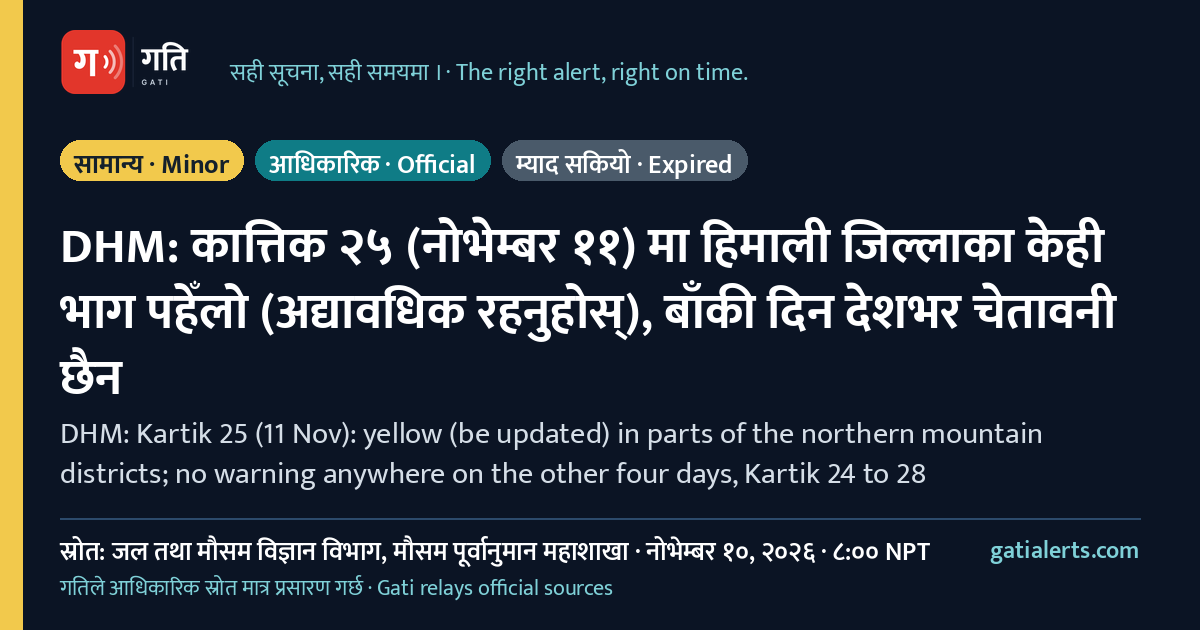 ग गति
GATI
सही सूचना, सही समयमा । · The right alert, right on time.
सामान्य · Minor
आधिकारिक · Official
म्याद सकियो · Expired
DHM: कात्तिक २५ (नोभेम्बर ११) मा हिमाली जिल्लाका केही
भाग पहेँलो (अद्यावधिक रहनुहोस्), बाँकी दिन देशभर चेतावनी
छैन
DHM: Kartik 25 (11 Nov): yellow (be updated) in parts of the northern mountain
districts; no warning anywhere on the other four days, Kartik 24 to 28
स्रोत: जल तथा मौसम विज्ञान विभाग, मौसम पूर्वानुमान महाशाखा · नोभेम्बर १०, २०२६ · ८:०० NPT
gatialerts.com
गतिले आधिकारिक स्रोत मात्र प्रसारण गर्छ · Gati relays official sources